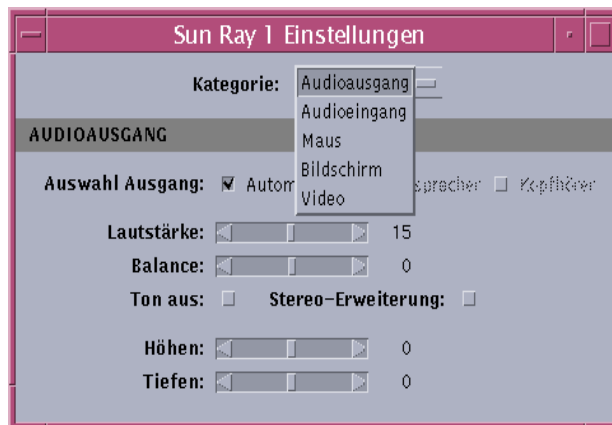 Sun Ray 1 Einstellungen
Kategorie: Audioausgang
Audioeingang
Maus
Bildschirm
Video
AUDIOAUSGANG
Auswahl Ausgang: Autom sprecher Kopfhörer
Lautstärke: 15
Balance: 0
Ton aus: Stereo-Erweiterung:
Höhen: 0
Tiefen: 0